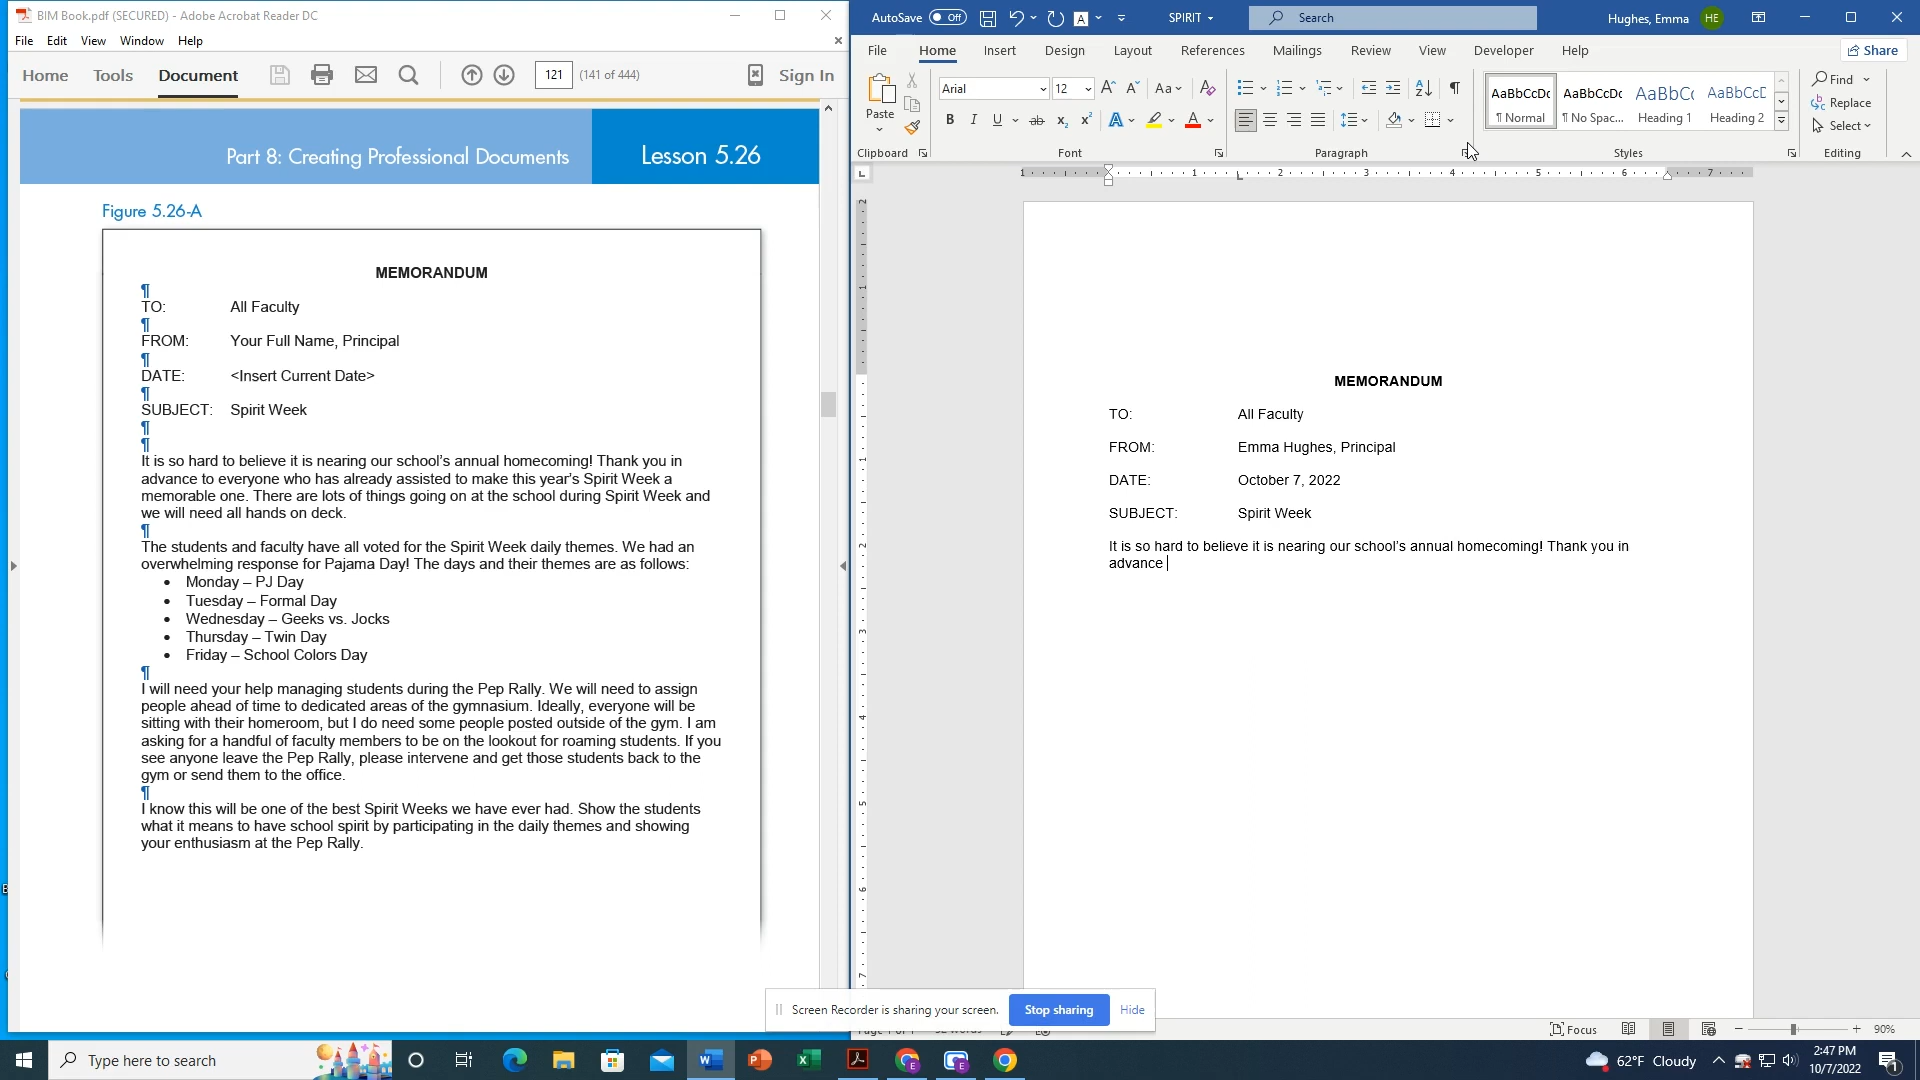 BIM Book.pdf (SECURED) - Adobe Acrobat Reader DC
File Edit View Window Help
Home Tools Document 121 (141 of 444) Sign In
Part 8: Creating Professional Documents Lesson 5.26
Figure 5.26-A
MEMORANDUM
¶
TO: All Faculty
¶
FROM: Your Full Name, Principal
¶
DATE: <Insert Current Date>
¶
SUBJECT: Spirit Week
¶
¶
It is so hard to believe it is nearing our school's annual homecoming! Thank you in
advance to everyone who has already assisted to make this year's Spirit Week a
memorable one. There are lots of things going on at the school during Spirit Week and
we will need all hands on deck.
¶
The students and faculty have all voted for the Spirit Week daily themes. We had an
overwhelming response for Pajama Day! The days and their themes are as follows:
• Monday – PJ Day
• Tuesday – Formal Day
• Wednesday – Geeks vs. Jocks
• Thursday – Twin Day
• Friday – School Colors Day
¶
I will need your help managing students during the Pep Rally. We will need to assign
people ahead of time to dedicated areas of the gymnasium. Ideally, everyone will be
sitting with their homeroom, but I do need some people posted outside of the gym. I am
asking for a handful of faculty members to be on the lookout for roaming students. If you
see anyone leave the Pep Rally, please intervene and get those students back to the
gym or send them to the office.
¶
I know this will be one of the best Spirit Weeks we have ever had. Show the students
what it means to have school spirit by participating in the daily themes and showing
your enthusiasm at the Pep Rally.
AutoSave Off SPIRIT Search Hughes, Emma HE
File Home Insert Design Layout References Mailings Review View Developer Help Share
Paste Arial 12 Aa
B I U ab x₂ x² A A
AaBbCcDc AaBbCcDc AaBbCc AaBbCcD
¶ Normal ¶ No Spac... Heading 1 Heading 2
Find
Replace
Select
Clipboard Font Paragraph Styles Editing
1 1 2 3 4 5 6 7
MEMORANDUM
TO: All Faculty
FROM: Emma Hughes, Principal
DATE: October 7, 2022
SUBJECT: Spirit Week
It is so hard to believe it is nearing our school's annual homecoming! Thank you in
advance
Screen Recorder is sharing your screen. Stop sharing Hide
Focus 90%
Type here to search
62°F Cloudy 2:47 PM
10/7/2022